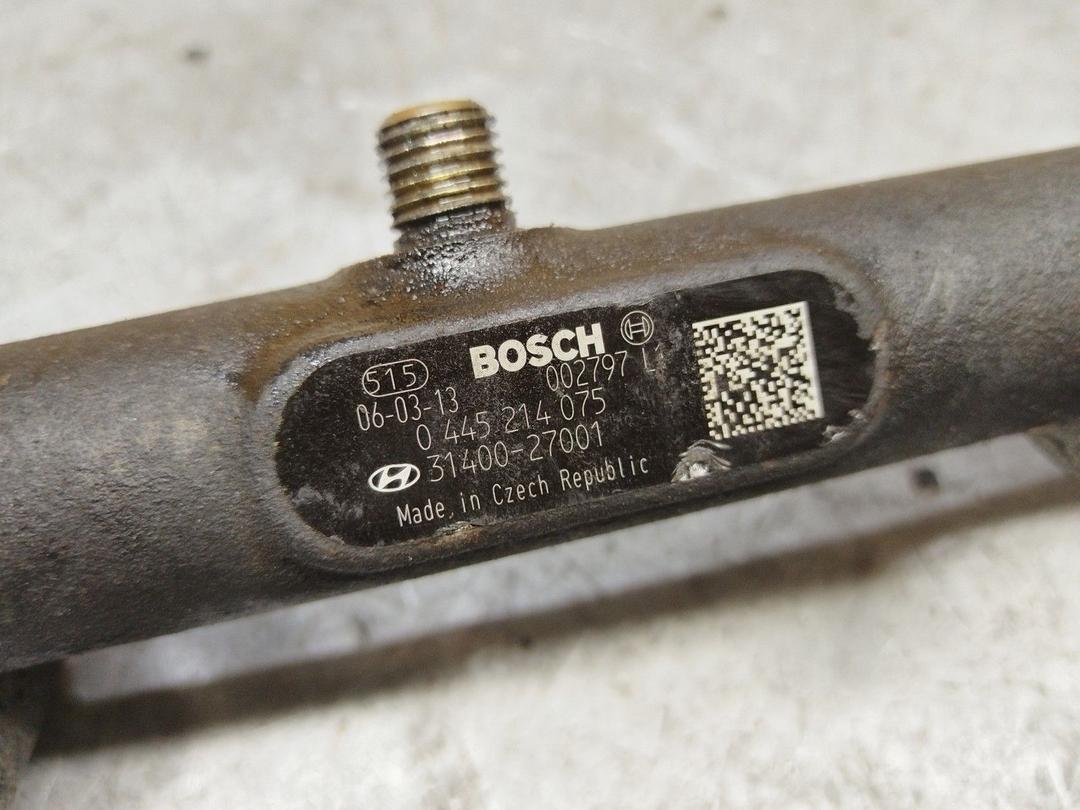 BOSCH
515
06-03-13 002797
0 445 214 075
31400-27001
Made in Czech Republic